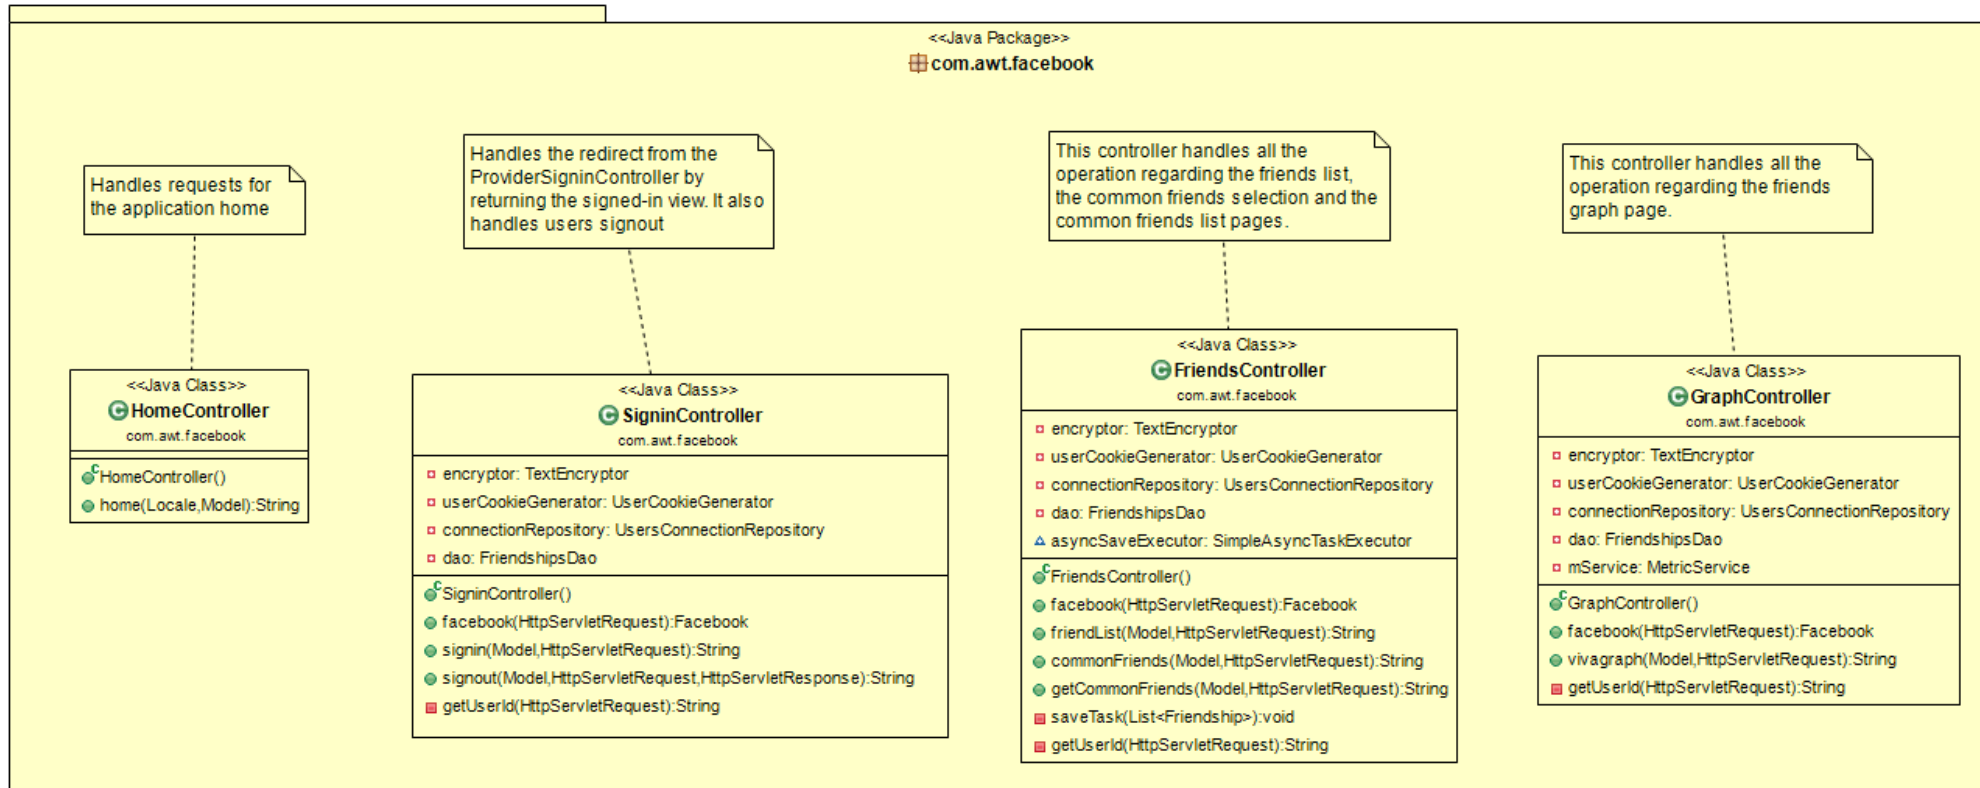 <<Java Package>>
com.awt.facebook
Handles requests for
the application home
<<Java Class>>
HomeController
com.awt.facebook
HomeController()
home(Locale,Model):String
Handles the redirect from the
ProviderSigninController by
returning the signed-in view. It also
handles users signout
<<Java Class>>
SigninController
com.awt.facebook
encryptor: TextEncryptor
userCookieGenerator: UserCookieGenerator
connectionRepository: UsersConnectionRepository
dao: FriendshipsDao
SigninController()
facebook(HttpServletRequest):Facebook
signin(Model,HttpServletRequest):String
signout(Model,HttpServletRequest,HttpServletResponse):String
getUserId(HttpServletRequest):String
This controller handles all the
operation regarding the friends list,
the common friends selection and the
common friends list pages.
<<Java Class>>
FriendsController
com.awt.facebook
encryptor: TextEncryptor
userCookieGenerator: UserCookieGenerator
connectionRepository: UsersConnectionRepository
dao: FriendshipsDao
asyncSaveExecutor: SimpleAsyncTaskExecutor
FriendsController()
facebook(HttpServletRequest):Facebook
friendList(Model,HttpServletRequest):String
commonFriends(Model,HttpServletRequest):String
getCommonFriends(Model,HttpServletRequest):String
saveTask(List<Friendship>):void
getUserId(HttpServletRequest):String
This controller handles all the
operation regarding the friends
graph page.
<<Java Class>>
GraphController
com.awt.facebook
encryptor: TextEncryptor
userCookieGenerator: UserCookieGenerator
connectionRepository: UsersConnectionRepository
dao: FriendshipsDao
mService: MetricService
GraphController()
facebook(HttpServletRequest):Facebook
vivagraph(Model,HttpServletRequest):String
getUserId(HttpServletRequest):String